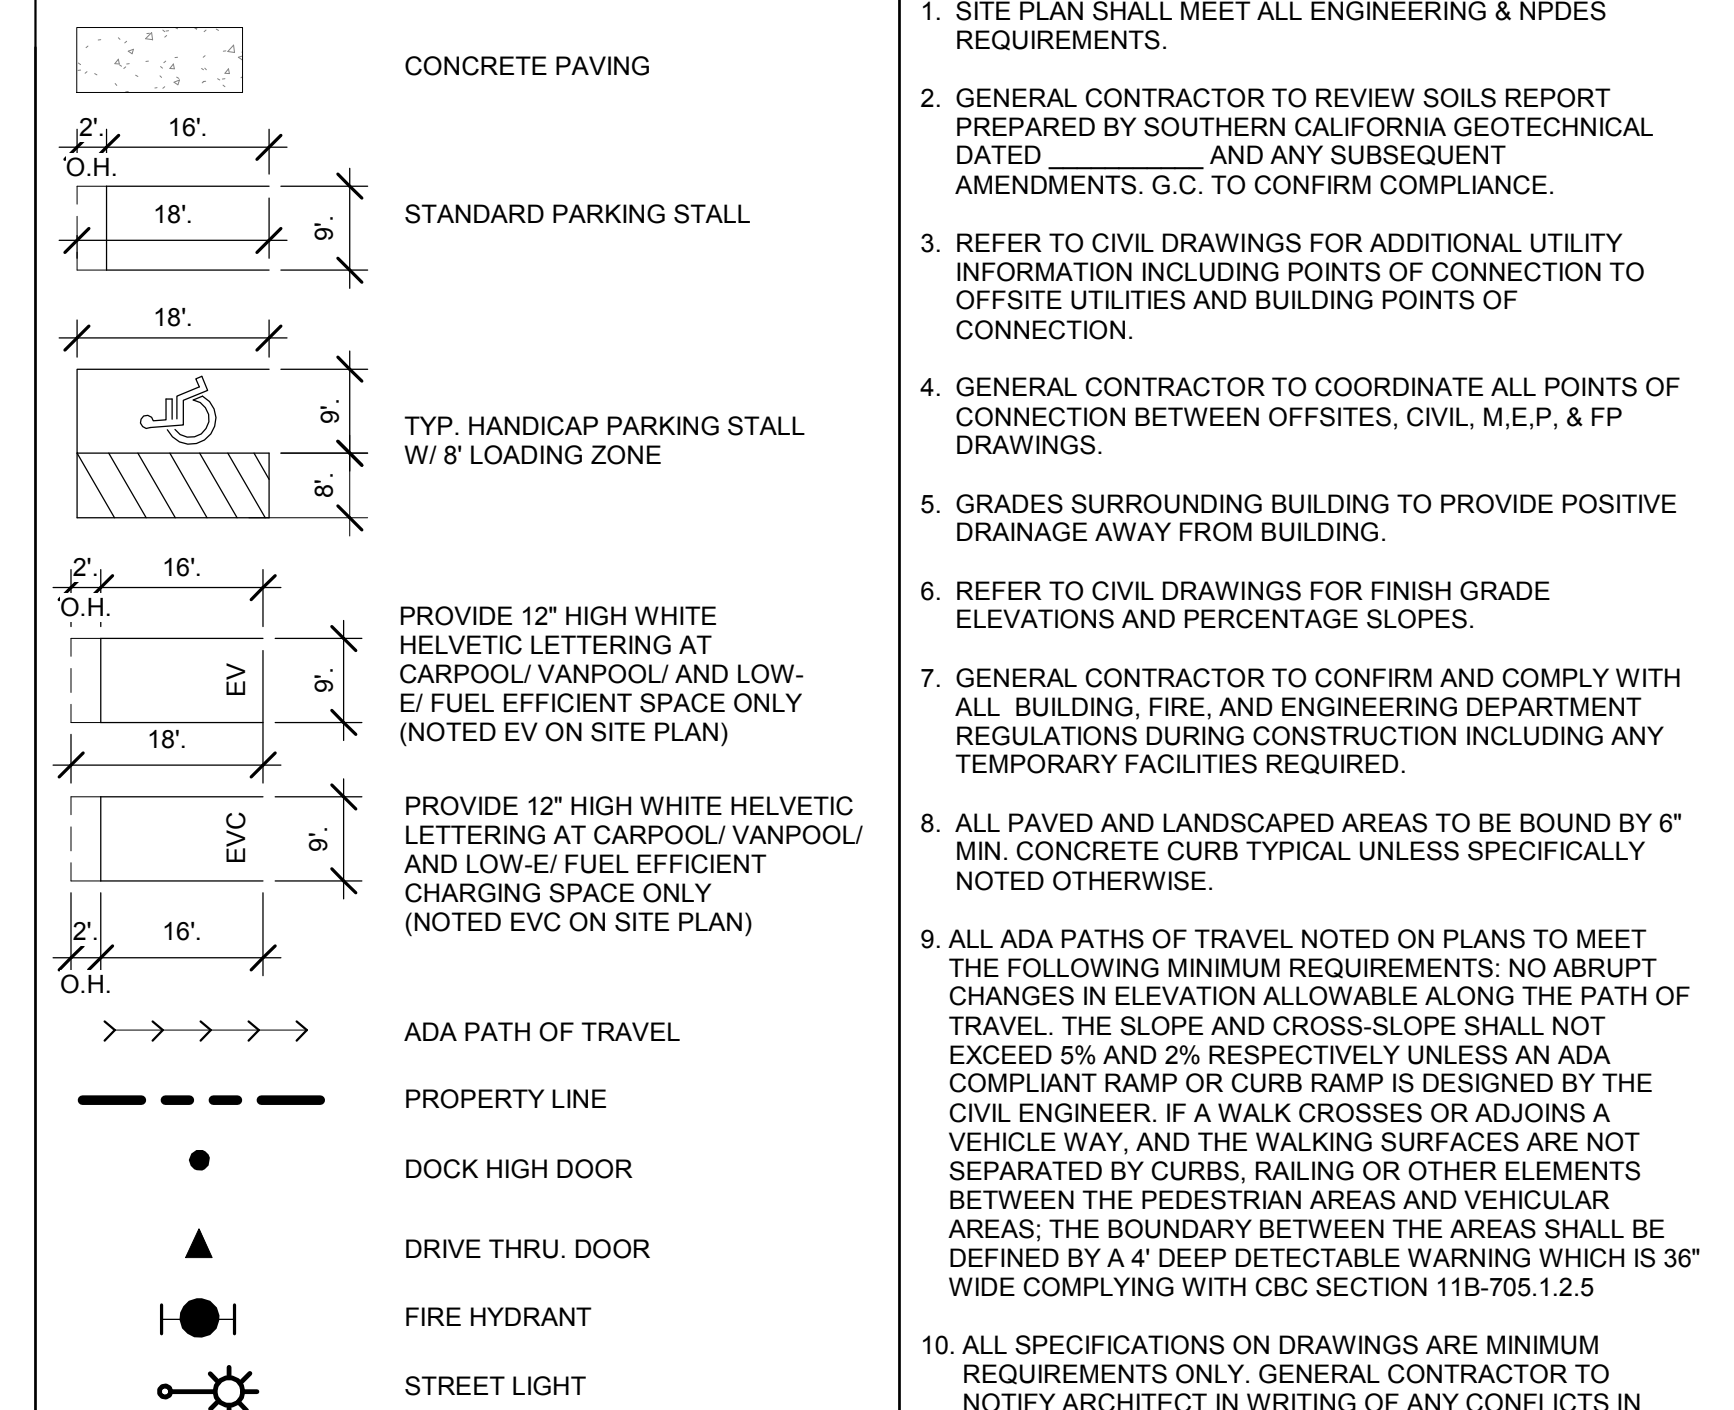 CONCRETE PAVING
2'.
16'.
O.H.
18'.
9'.
STANDARD PARKING STALL
18'.
9'.
8'.
TYP. HANDICAP PARKING STALL
W/ 8' LOADING ZONE
2'.
16'.
O.H.
EV
9'.
18'.
PROVIDE 12" HIGH WHITE
HELVETIC LETTERING AT
CARPOOL/ VANPOOL/ AND LOW-
E/ FUEL EFFICIENT SPACE ONLY
(NOTED EV ON SITE PLAN)
EVC
9'.
2'.
16'.
O.H.
PROVIDE 12" HIGH WHITE HELVETIC
LETTERING AT CARPOOL/ VANPOOL/
AND LOW-E/ FUEL EFFICIENT
CHARGING SPACE ONLY
(NOTED EVC ON SITE PLAN)
ADA PATH OF TRAVEL
PROPERTY LINE
DOCK HIGH DOOR
DRIVE THRU. DOOR
FIRE HYDRANT
STREET LIGHT
1. SITE PLAN SHALL MEET ALL ENGINEERING & NPDES
REQUIREMENTS.
2. GENERAL CONTRACTOR TO REVIEW SOILS REPORT
PREPARED BY SOUTHERN CALIFORNIA GEOTECHNICAL
DATED ___________ AND ANY SUBSEQUENT
AMENDMENTS. G.C. TO CONFIRM COMPLIANCE.
3. REFER TO CIVIL DRAWINGS FOR ADDITIONAL UTILITY
INFORMATION INCLUDING POINTS OF CONNECTION TO
OFFSITE UTILITIES AND BUILDING POINTS OF
CONNECTION.
4. GENERAL CONTRACTOR TO COORDINATE ALL POINTS OF
CONNECTION BETWEEN OFFSITES, CIVIL, M,E,P, & FP
DRAWINGS.
5. GRADES SURROUNDING BUILDING TO PROVIDE POSITIVE
DRAINAGE AWAY FROM BUILDING.
6. REFER TO CIVIL DRAWINGS FOR FINISH GRADE
ELEVATIONS AND PERCENTAGE SLOPES.
7. GENERAL CONTRACTOR TO CONFIRM AND COMPLY WITH
ALL  BUILDING, FIRE, AND ENGINEERING DEPARTMENT
REGULATIONS DURING CONSTRUCTION INCLUDING ANY
TEMPORARY FACILITIES REQUIRED.
8. ALL PAVED AND LANDSCAPED AREAS TO BE BOUND BY 6"
MIN. CONCRETE CURB TYPICAL UNLESS SPECIFICALLY
NOTED OTHERWISE.
9. ALL ADA PATHS OF TRAVEL NOTED ON PLANS TO MEET
THE FOLLOWING MINIMUM REQUIREMENTS: NO ABRUPT
CHANGES IN ELEVATION ALLOWABLE ALONG THE PATH OF
TRAVEL. THE SLOPE AND CROSS-SLOPE SHALL NOT
EXCEED 5% AND 2% RESPECTIVELY UNLESS AN ADA
COMPLIANT RAMP OR CURB RAMP IS DESIGNED BY THE
CIVIL ENGINEER. IF A WALK CROSSES OR ADJOINS A
VEHICLE WAY, AND THE WALKING SURFACES ARE NOT
SEPARATED BY CURBS, RAILING OR OTHER ELEMENTS
BETWEEN THE PEDESTRIAN AREAS AND VEHICULAR
AREAS; THE BOUNDARY BETWEEN THE AREAS SHALL BE
DEFINED BY A 4' DEEP DETECTABLE WARNING WHICH IS 36"
WIDE COMPLYING WITH CBC SECTION 11B-705.1.2.5
10. ALL SPECIFICATIONS ON DRAWINGS ARE MINIMUM
REQUIREMENTS ONLY. GENERAL CONTRACTOR TO
NOTIFY ARCHITECT IN WRITING OF ANY CONFLICTS IN